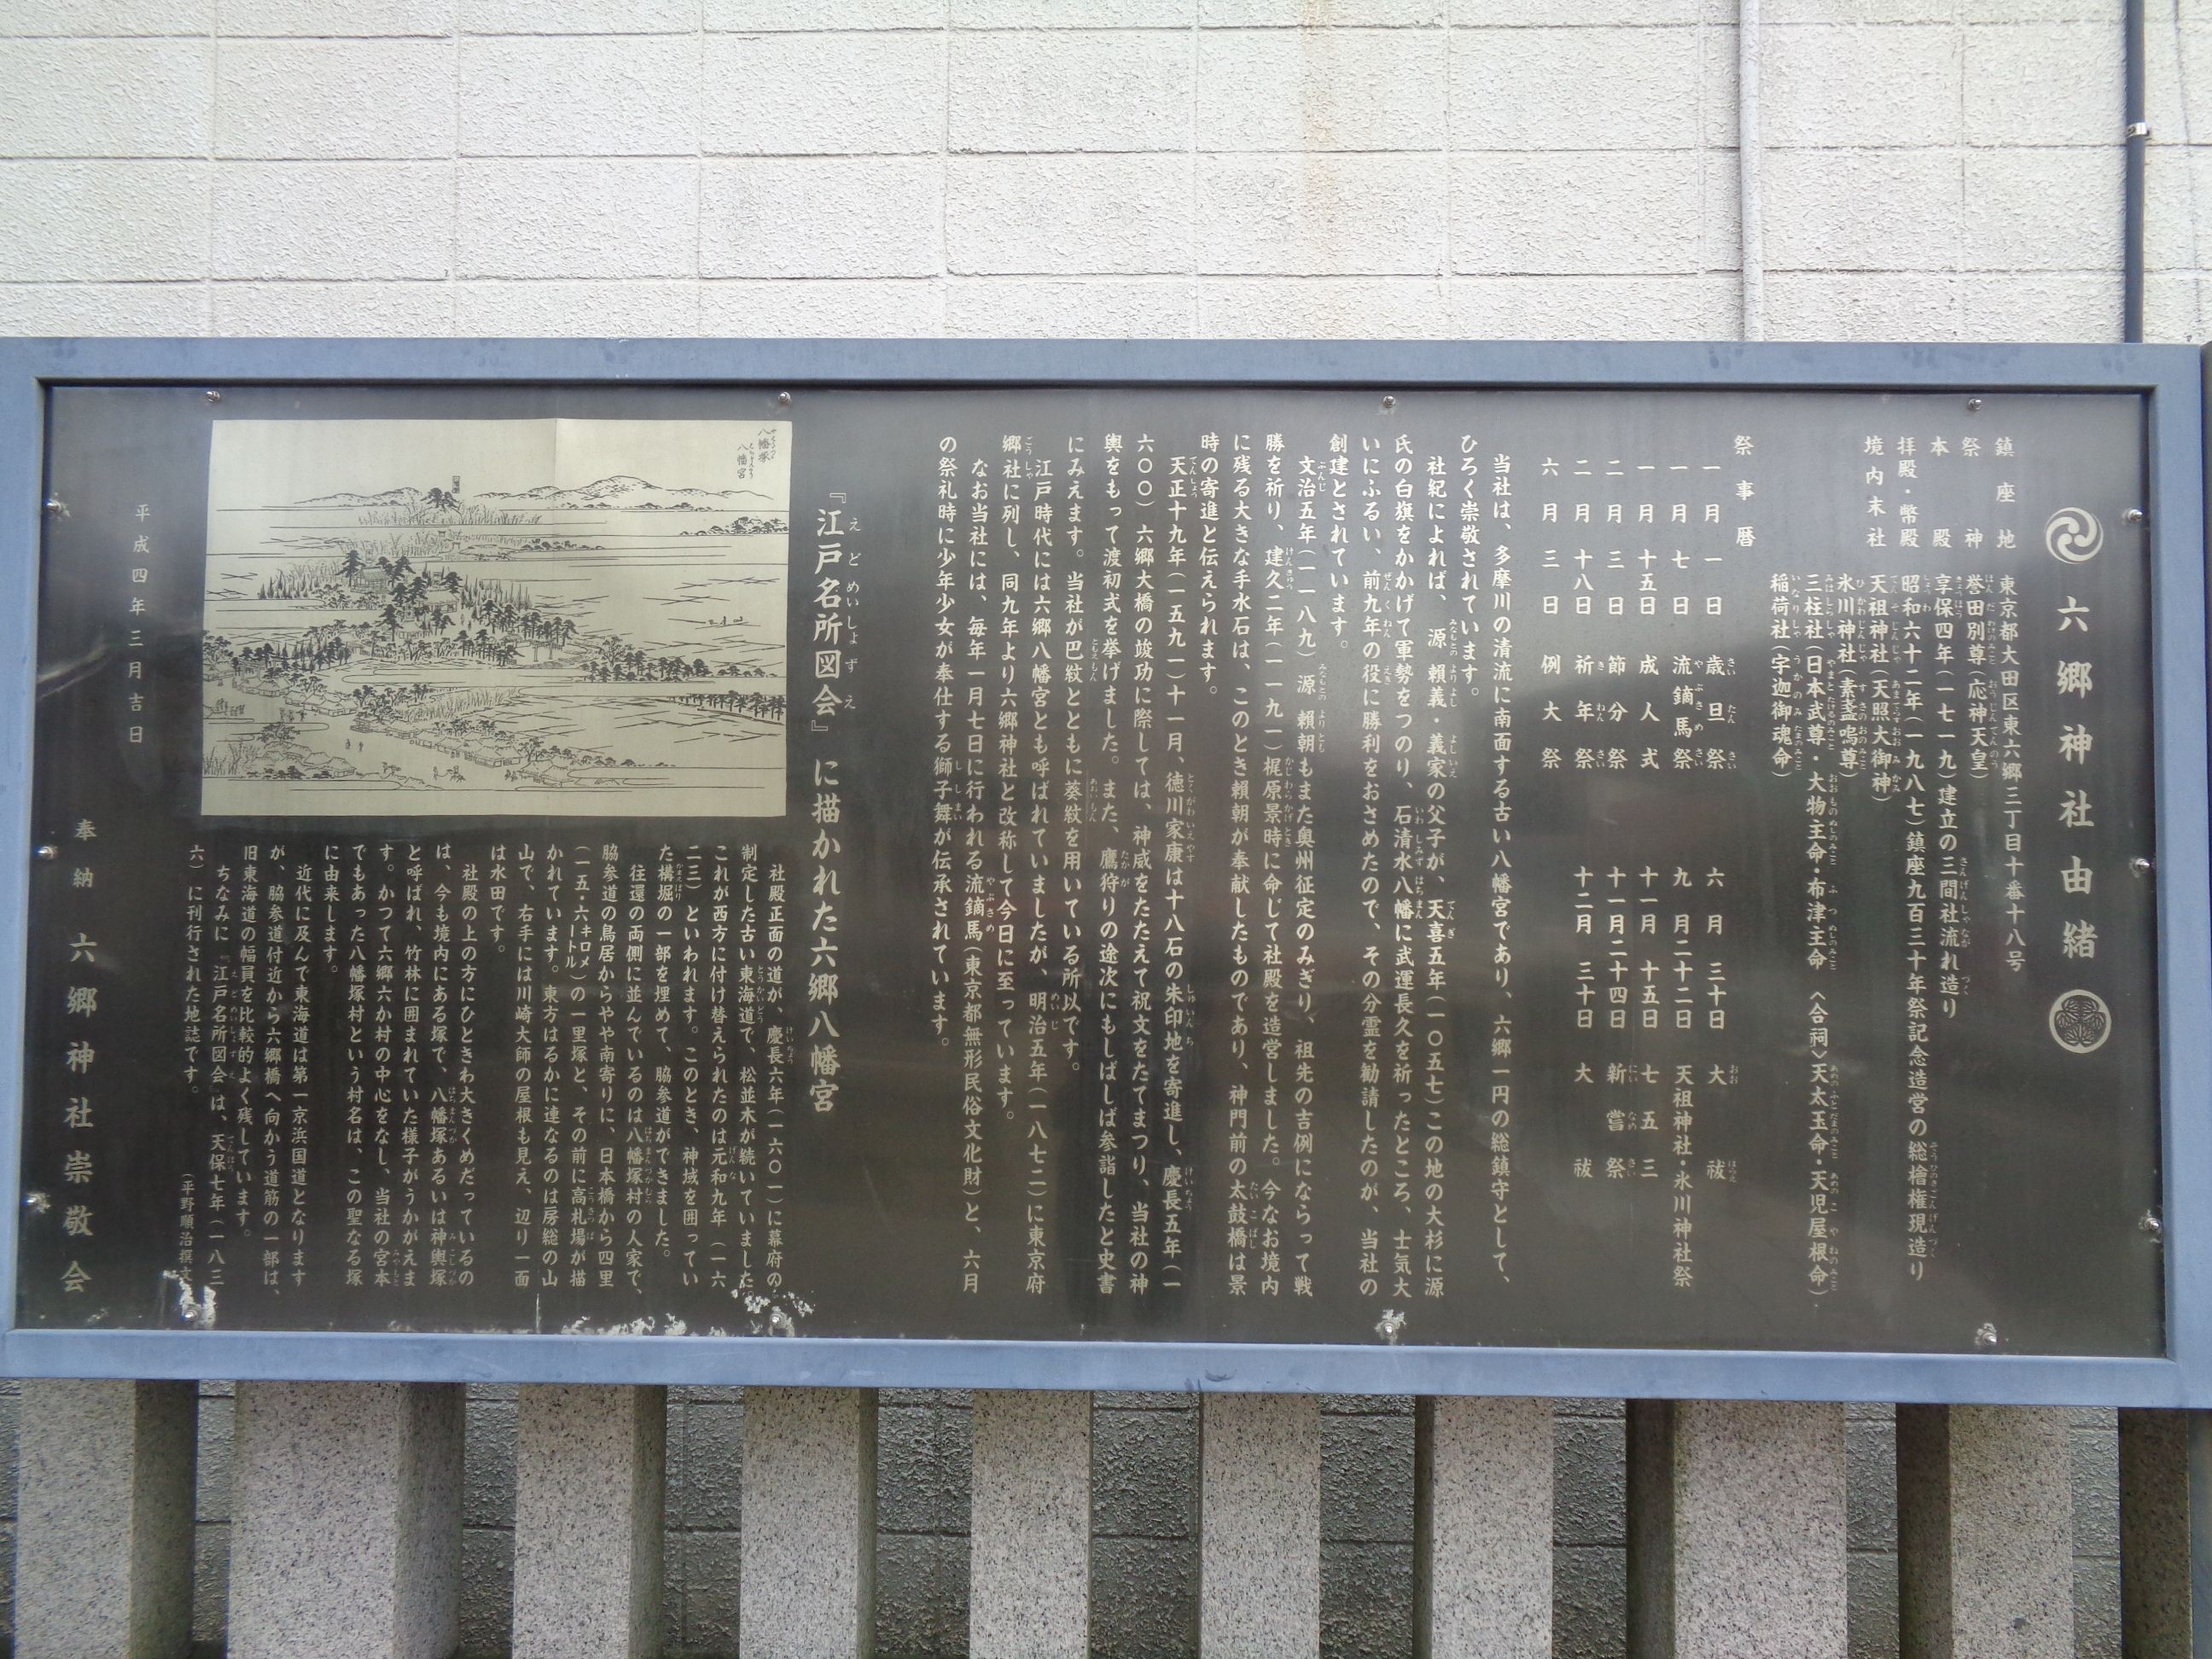 六郷神社由緒
鎮座地 東京都大田区東六郷三丁目十番十八号
祭神 誉田別尊(応神天皇)
本殿 享保四年(一七一九)建立の三間社流れ造り
拝殿・幣殿 昭和六十二年(一九八七)鎮座九百三十年祭記念造営の総檜権現造り
境内末社 天祖神社(天照大御神)
氷川神社(素盞嗚尊)
三柱社(日本武尊・大物主命・布津主命 〈合祠〉天太玉命・天児屋根命)
稲荷社(宇迦御魂命)
祭事暦
一月一日 歳旦祭 六月三十日 大祓
一月七日 流鏑馬祭 九月二十二日 天祖神社・氷川神社祭
一月十五日 成人式 十一月十五日 七五三
二月三日 節分祭 十一月二十四日 新嘗祭
二月十八日 祈年祭 十二月三十日 大祓
六月三日 例大祭
当社は、多摩川の清流に南面する古い八幡宮であり、六郷一円の総鎮守として、
ひろく崇敬されています。
社紀によれば、源頼義・義家の父子が、天喜五年(一〇五七)この地の大杉に源
氏の白旗をかかげて軍勢をつのり、石清水八幡に武運長久を祈ったところ、士気大
いにふるい、前九年の役に勝利をおさめたので、その分霊を勧請したのが、当社の
創建とされています。
文治五年(一一八九)源頼朝もまた奥州征定のみぎり、祖先の吉例にならって戦
勝を祈り、建久二年(一一九一)梶原景時に命じて社殿を造営しました。今なお境内
に残る大きな手水石は、このとき頼朝が奉献したものであり、神門前の太鼓橋は景
時の寄進と伝えられます。
天正十九年(一五九一)十一月、徳川家康は十八石の朱印地を寄進し、慶長五年(一
六〇〇)六郷大橋の竣功に際しては、神威をたたえて祝文をたてまつり、当社の神
輿をもって渡初式を挙げました。また、鷹狩りの途次にもしばしば参詣したと史書
にみえます。当社が巴紋とともに葵紋を用いている所以です。
江戸時代には六郷八幡宮とも呼ばれていましたが、明治五年(一八七二)に東京府
郷社に列し、同九年より六郷神社と改称して今日に至っています。
なお当社には、毎年一月七日に行われる流鏑馬(東京都無形民俗文化財)と、六月
の祭礼時に少年少女が奉仕する獅子舞が伝承されています。
『江戸名所図会』に描かれた六郷八幡宮
八幡塚
八幡宮
社殿正面の道が、慶長六年(一六〇一)に幕府の
制定した古い東海道で、松並木が続いていました。
これが西方に付け替えられたのは元和九年(一六
二三)といわれます。このとき、神域を囲ってい
た構堀の一部を埋めて、脇参道ができました。
往還の両側に並んでいるのは八幡塚村の人家で、
脇参道の鳥居からやや南寄りに、日本橋から四里
(一五・六キロメートル)の一里塚と、その前に高札場が描
かれています。東方はるかに連なるのは房総の山
山で、右手には川崎大師の屋根も見え、辺り一面
は水田です。
社殿の上の方にひときわ大きくめだっているの
は、今も境内にある塚で、八幡塚あるいは神輿塚
と呼ばれ、竹林に囲まれていた様子がうかがえま
す。かつて六郷六か村の中心をなし、当社の宮本
でもあった八幡塚村という村名は、この聖なる塚
に由来します。
近代に及んで東海道は第一京浜国道となります
が、脇参道付近から六郷橋へ向かう道筋の一部は、
旧東海道の幅員を比較的よく残しています。
ちなみに『江戸名所図会』は、天保七年(一八三
六)に刊行された地誌です。
(平野順治撰文
平成四年三月吉日
奉納 六郷神社崇敬会